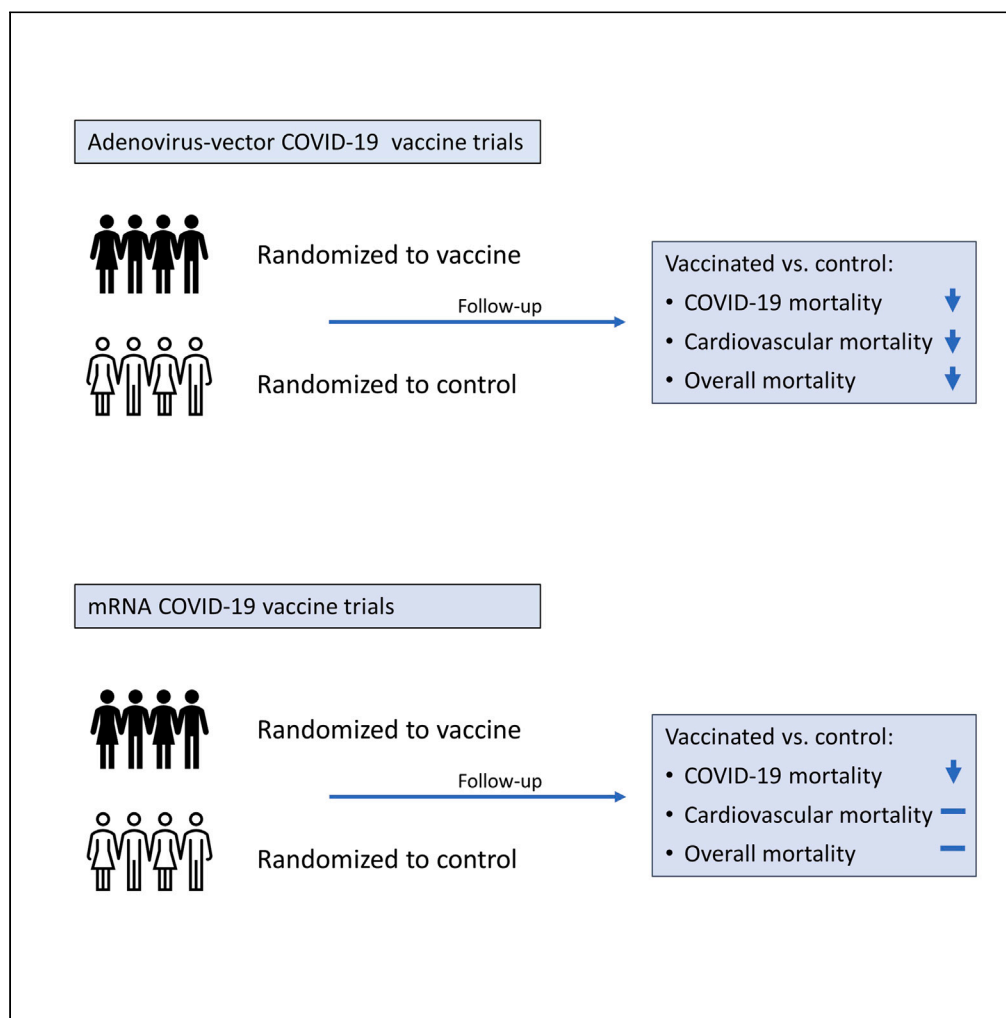 Adenovirus-vector COVID-19 vaccine trials
Randomized to vaccine
Follow-up
Randomized to control
Vaccinated vs. control:
• COVID-19 mortality
• Cardiovascular mortality
• Overall mortality
mRNA COVID-19 vaccine trials
Randomized to vaccine
Follow-up
Randomized to control
Vaccinated vs. control:
• COVID-19 mortality
• Cardiovascular mortality
• Overall mortality